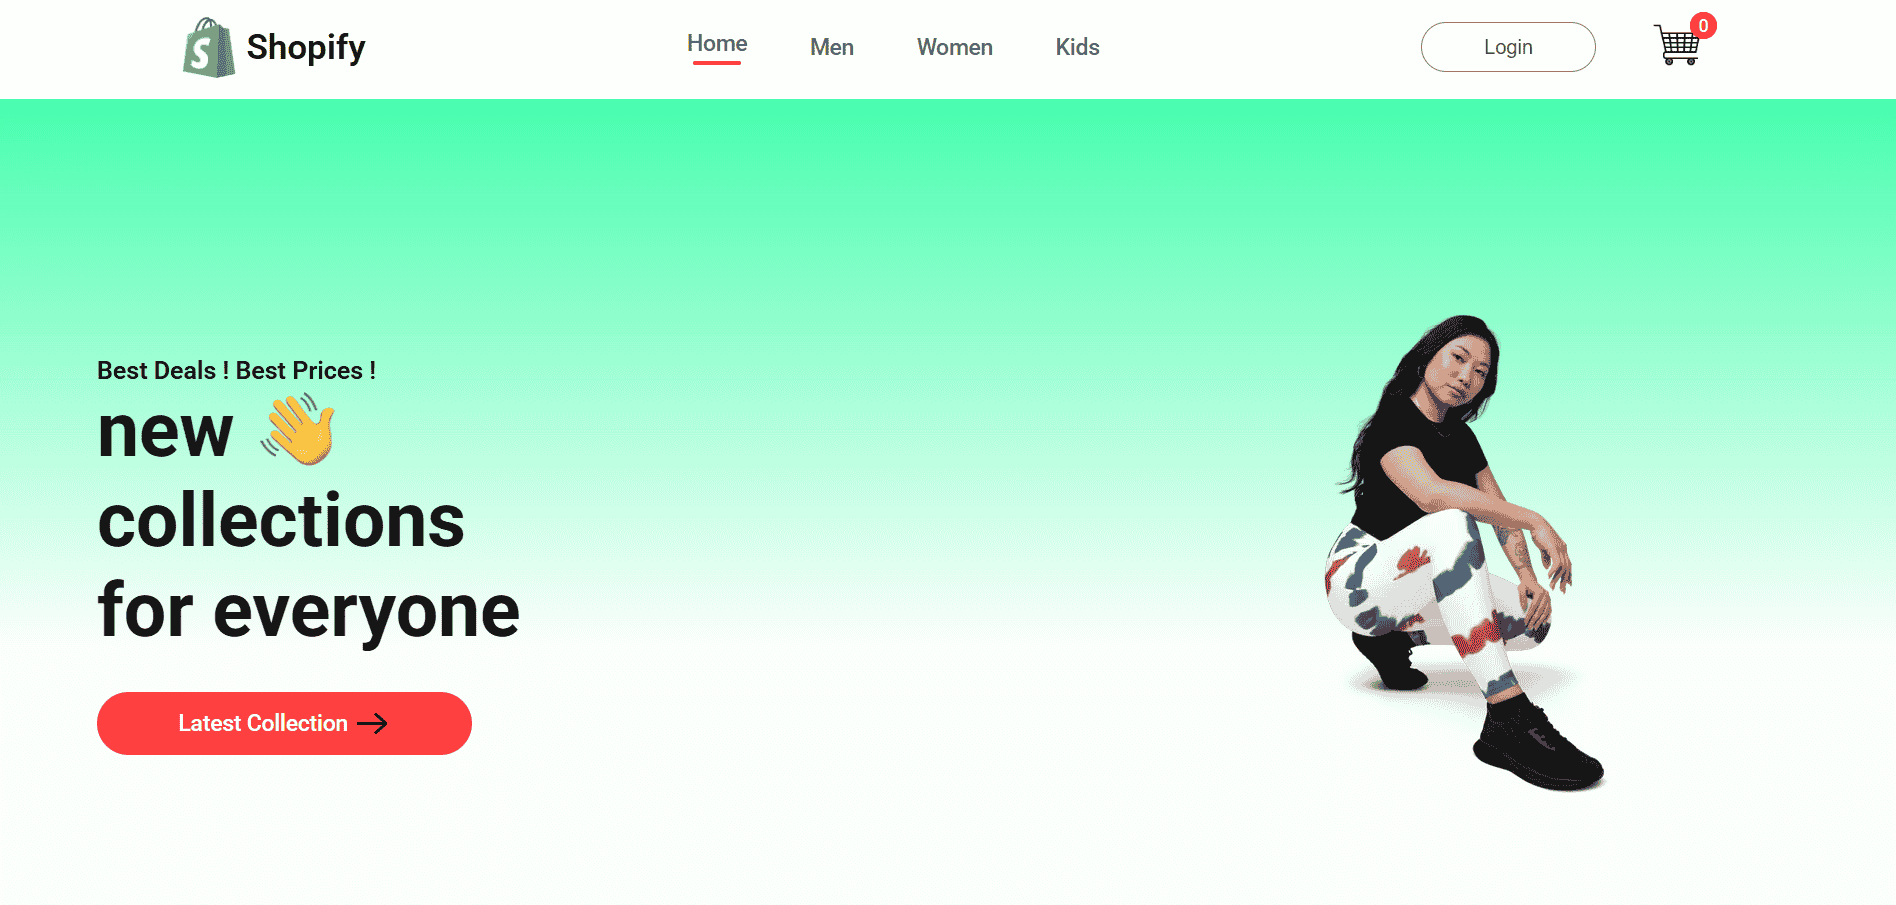 Shopify
Home Men Women Kids
Login
0
Best Deals ! Best Prices !
new 👋
collections
for everyone
Latest Collection →